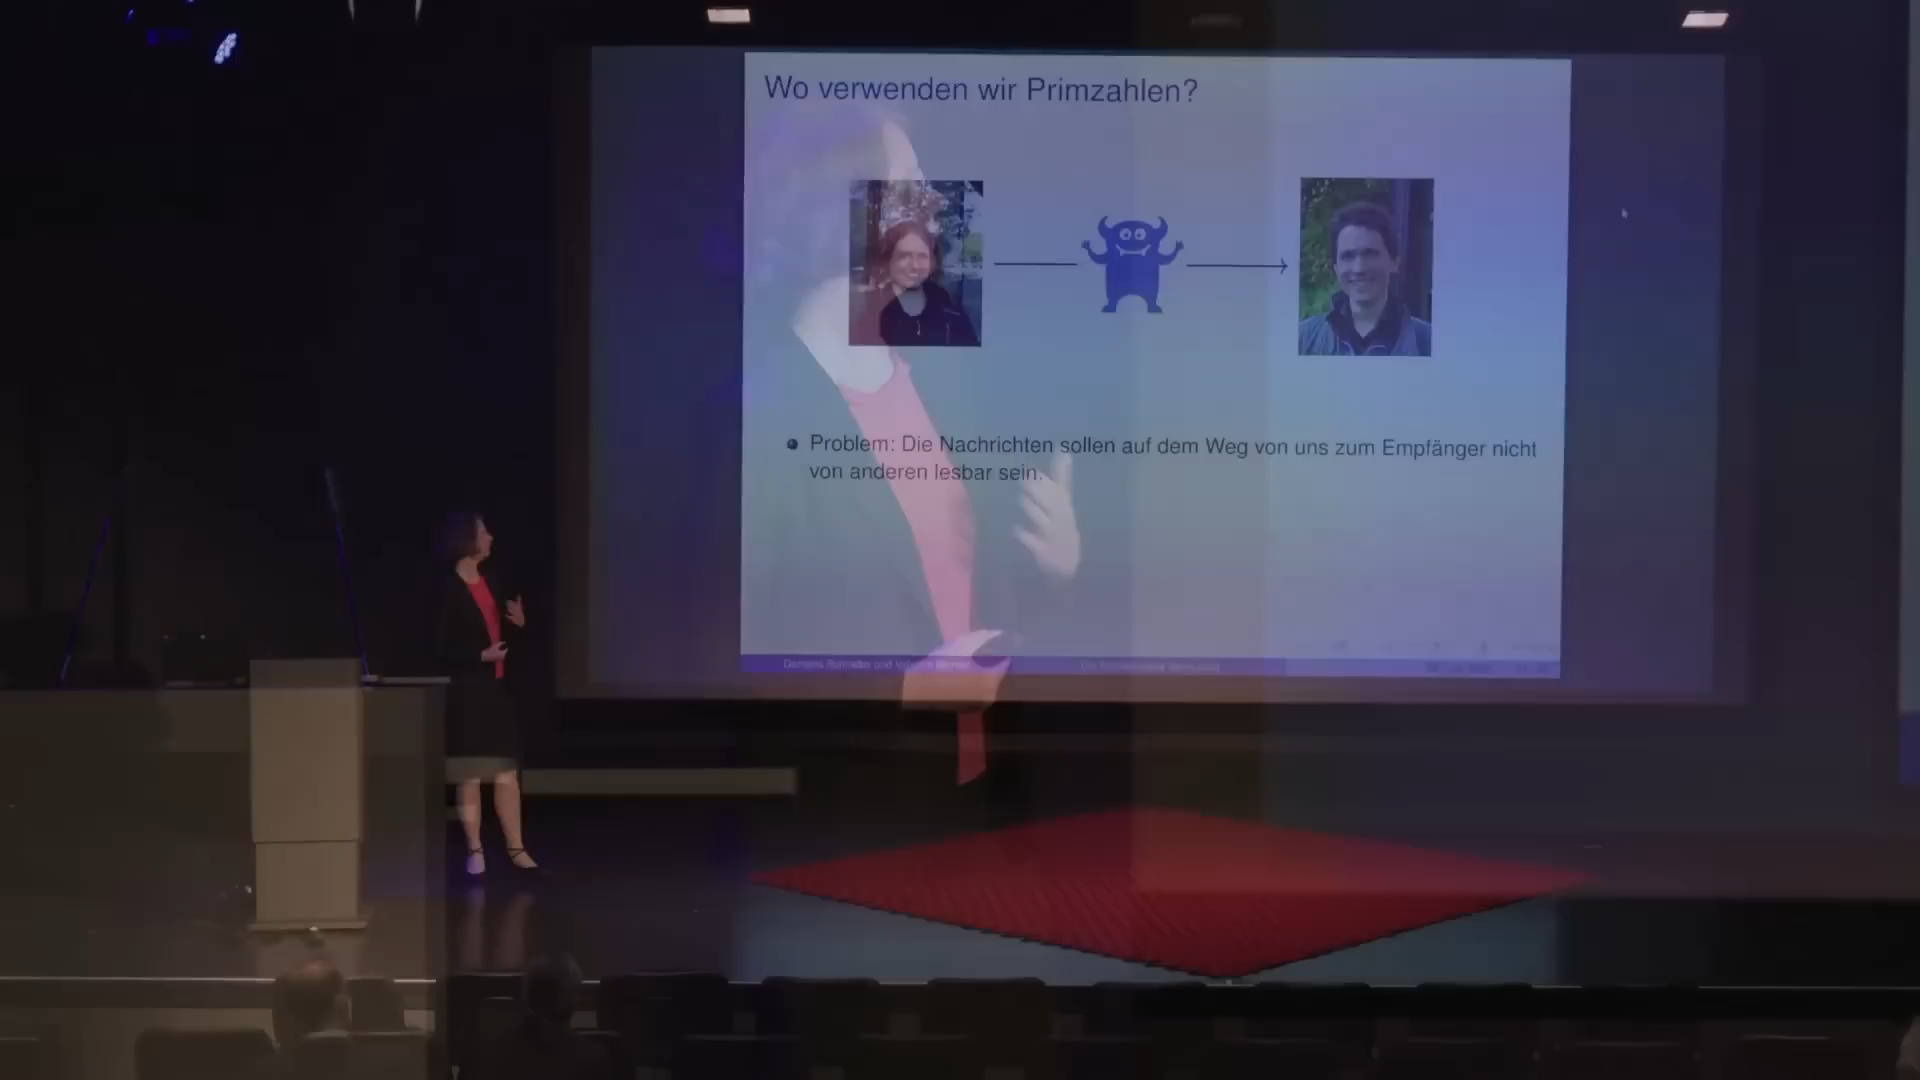 Wo verwenden wir Primzahlen?
Problem: Die Nachrichten sollen auf dem Weg von uns zum Empfänger nicht
von anderen lesbar sein.